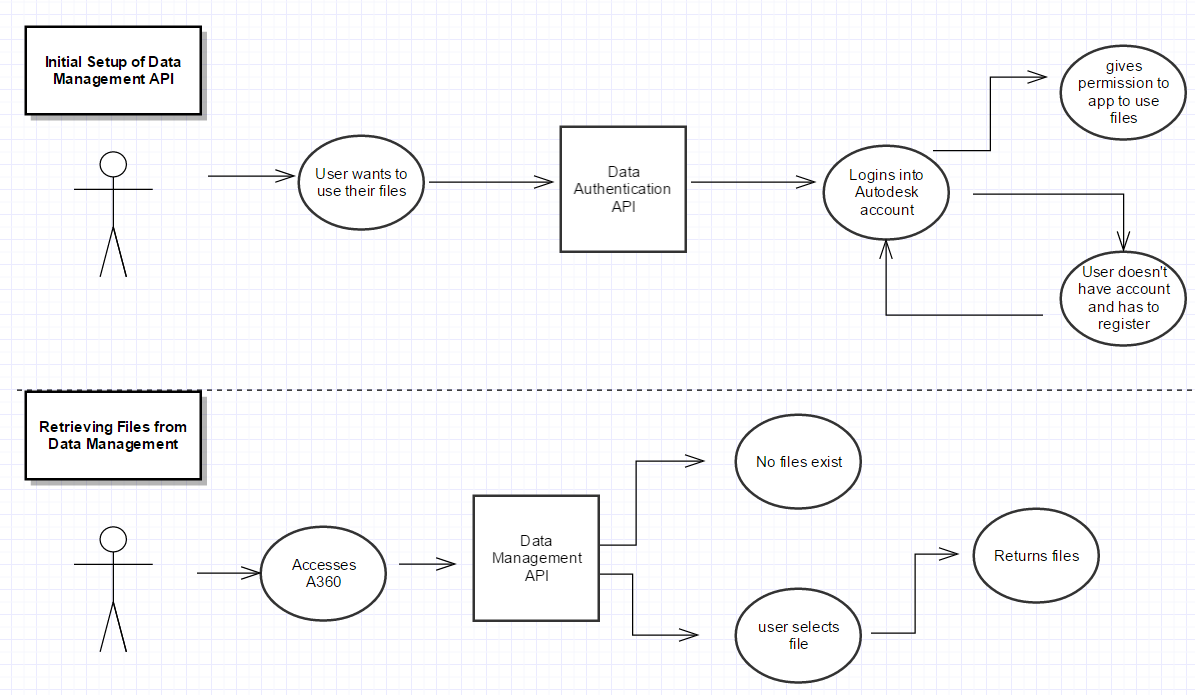 Initial Setup of Data
Management API
gives
permission to
app to use
files
User wants to
use their files
Data
Authentication
API
Logins into
Autodesk
account
User doesn't
have account
and has to
register
Retrieving Files from
Data Management
No files exist
Accesses
A360
Data
Management
API
Returns files
user selects
file